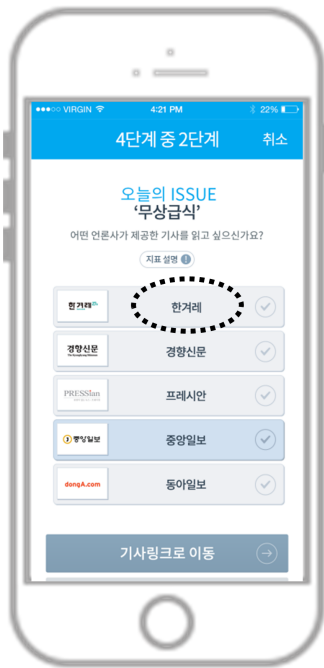 VIRGIN 4:21 PM 22%
4단계 중 2단계 취소
오늘의 ISSUE
‘무상급식’
어떤 언론사가 제공한 기사를 읽고 싶으신가요?
지표 설명
한겨레 한겨레
경향신문 경향신문
PRESSian 프레시안
중앙일보 중앙일보
dongA.com 동아일보
기사링크로 이동